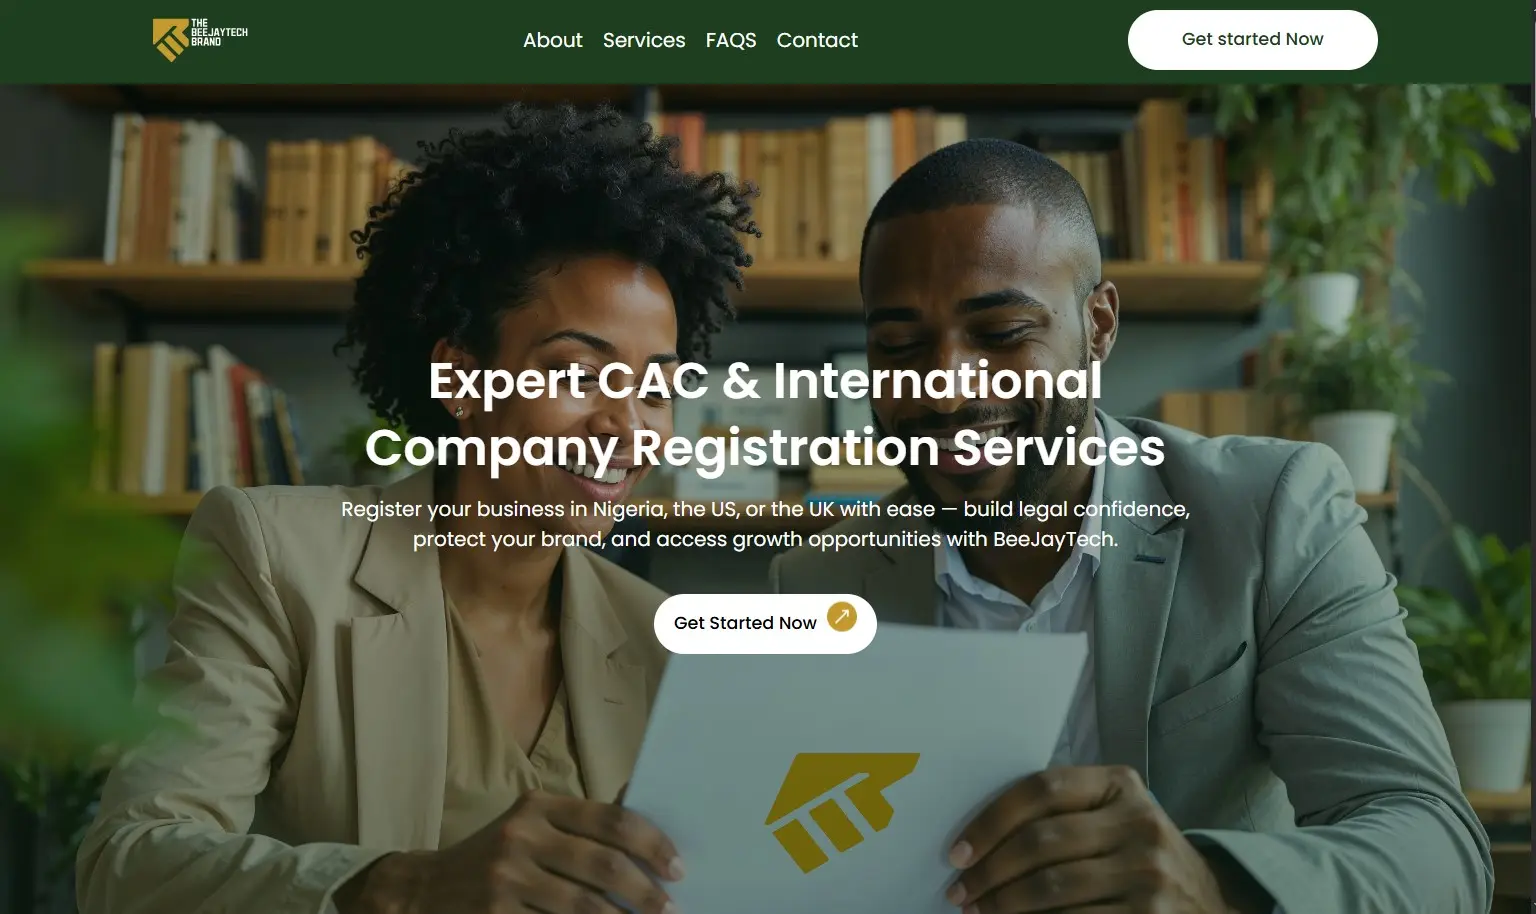 THE
BEEJAYTECH
BRAND
About Services FAQS Contact
Get started Now
Expert CAC & International
Company Registration Services
Register your business in Nigeria, the US, or the UK with ease — build legal confidence,
protect your brand, and access growth opportunities with BeeJayTech.
Get Started Now